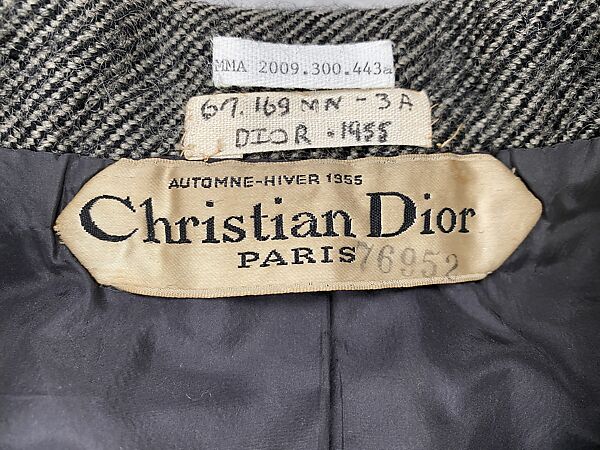 MMA 2009.300.443a
67.169 MN - 3A
DIOR. 1955
AUTOMNE-HIVER 1955
Christian Dior
PARIS 76952